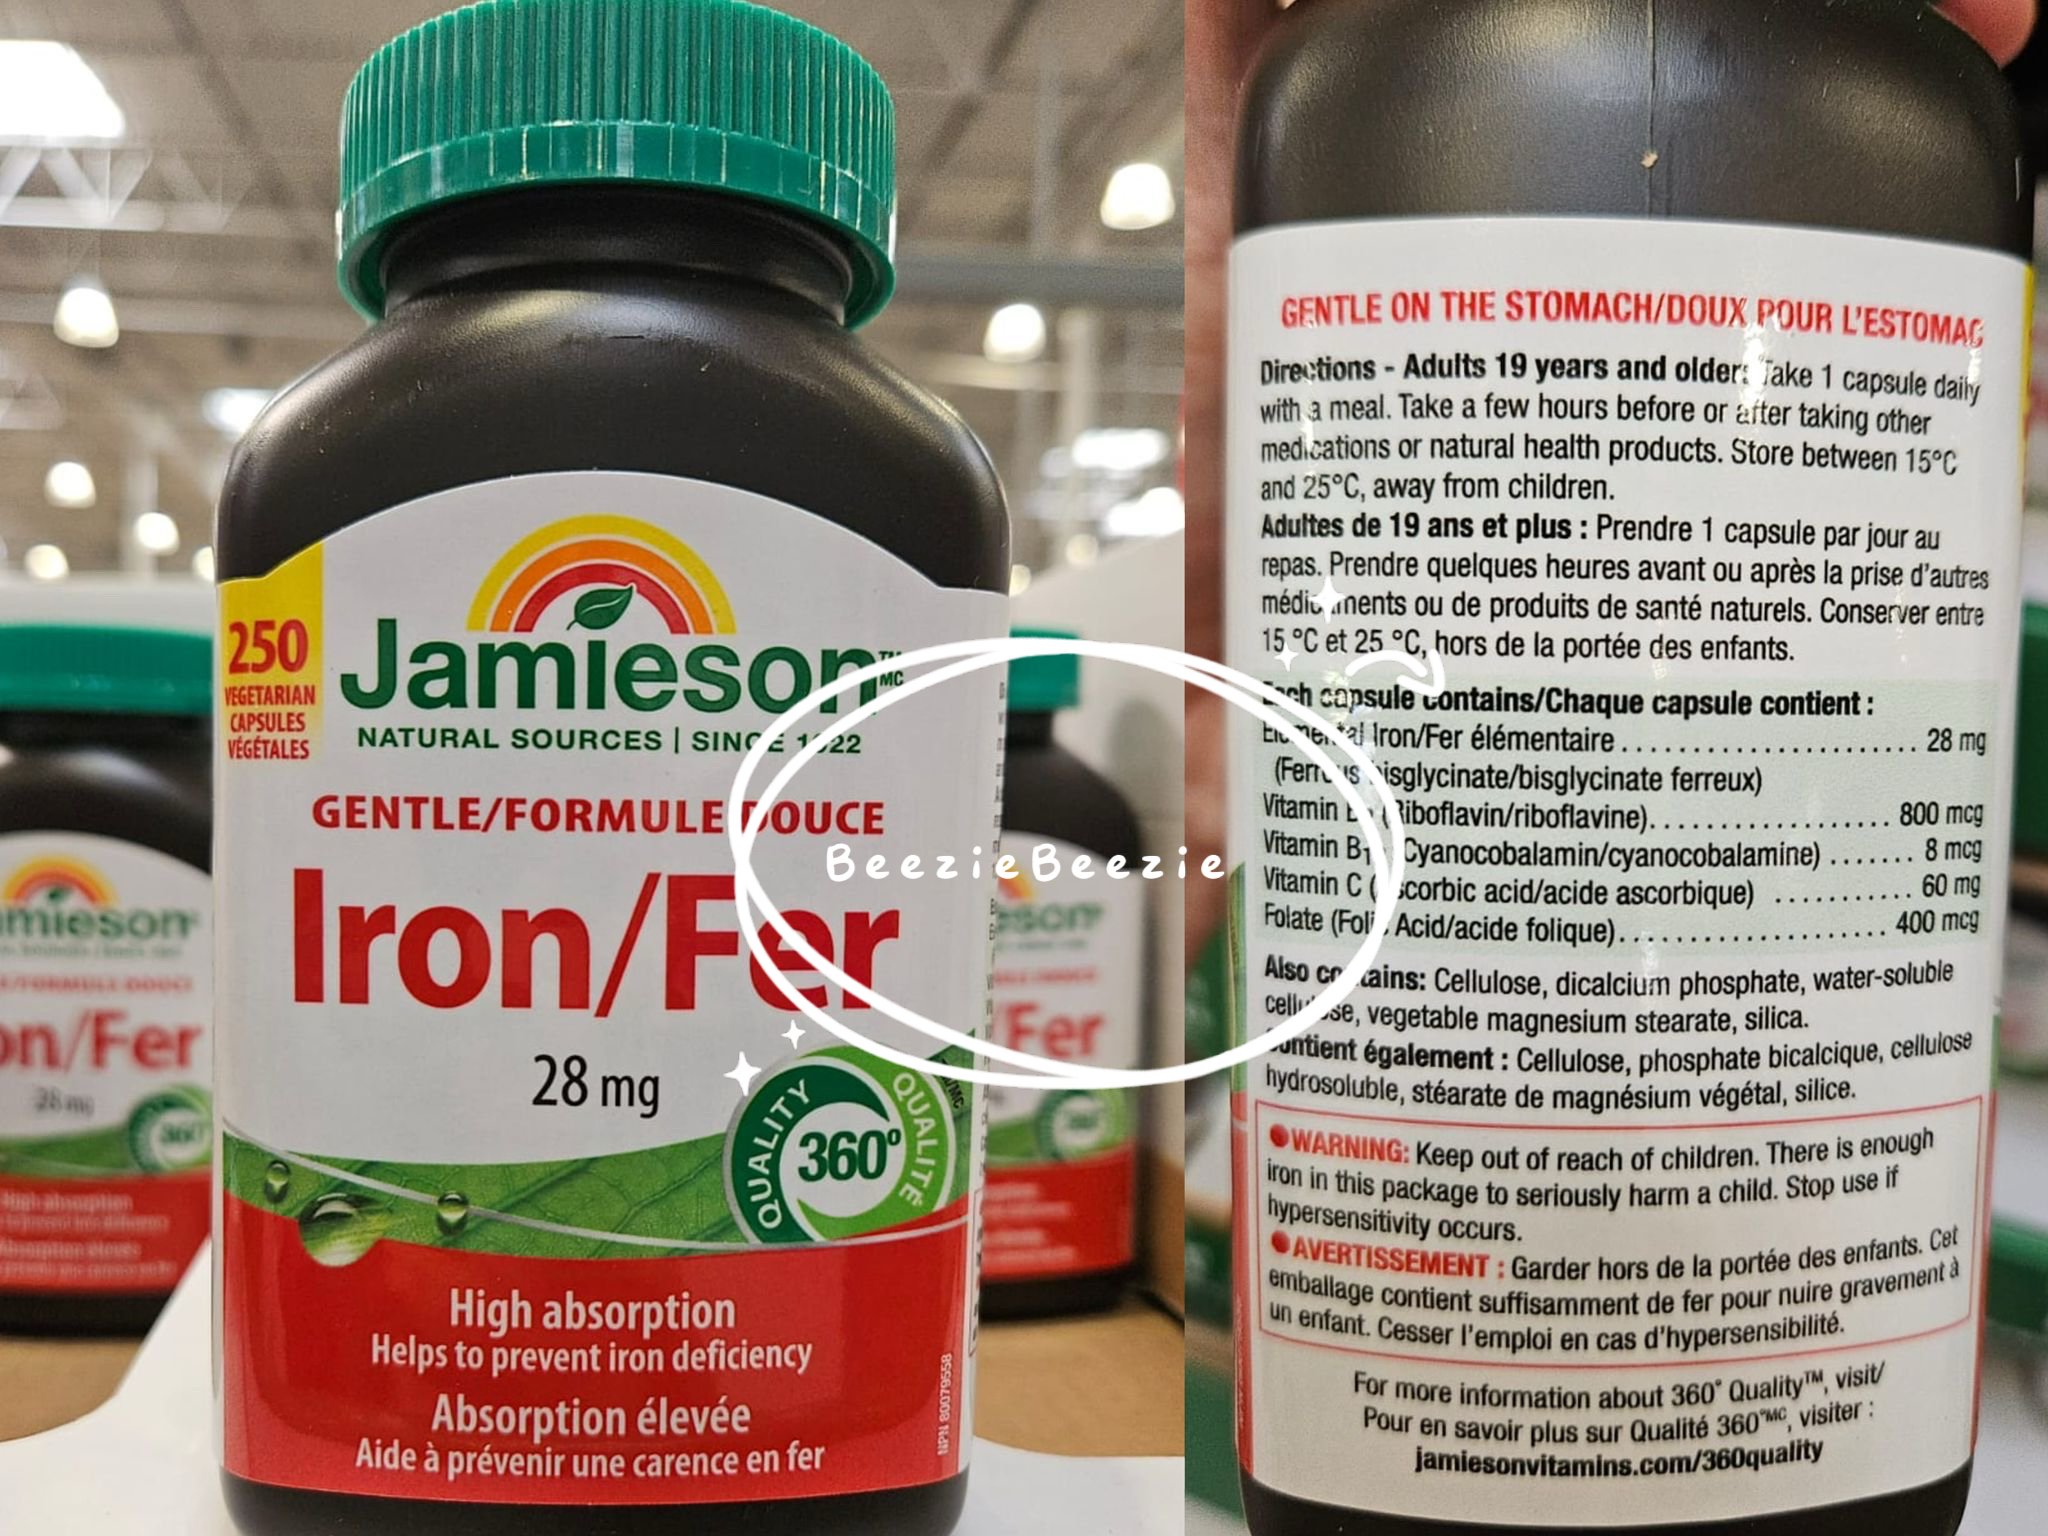 250
VEGETARIAN
CAPSULES
VÉGÉTALES
Jamieson™ MC
NATURAL SOURCES | SINCE 1922
GENTLE/FORMULE DOUCE
Iron/Fer
28 mg
QUALITY 360° QUALITÉ
High absorption
Helps to prevent iron deficiency
Absorption élevée
Aide à prévenir une carence en fer
NPN 80079558
BeezieBeezie
GENTLE ON THE STOMACH/DOUX POUR L'ESTOMAC
Directions - Adults 19 years and older: Take 1 capsule daily
with a meal. Take a few hours before or after taking other
medications or natural health products. Store between 15°C
and 25°C, away from children.
Adultes de 19 ans et plus : Prendre 1 capsule par jour au
repas. Prendre quelques heures avant ou après la prise d'autres
médicaments ou de produits de santé naturels. Conserver entre
15 °C et 25 °C, hors de la portée des enfants.
Each capsule contains/Chaque capsule contient :
Elemental Iron/Fer élémentaire ...................... 28 mg
(Ferrous bisglycinate/bisglycinate ferreux)
Vitamin B₂ (Riboflavin/riboflavine).................. 800 mcg
Vitamin B₁₂ (Cyanocobalamin/cyanocobalamine) ....... 8 mcg
Vitamin C (Ascorbic acid/acide ascorbique) ........... 60 mg
Folate (Folic Acid/acide folique).................... 400 mcg
Also contains: Cellulose, dicalcium phosphate, water-soluble
cellulose, vegetable magnesium stearate, silica.
Contient également : Cellulose, phosphate bicalcique, cellulose
hydrosoluble, stéarate de magnésium végétal, silice.
●WARNING: Keep out of reach of children. There is enough
iron in this package to seriously harm a child. Stop use if
hypersensitivity occurs.
●AVERTISSEMENT : Garder hors de la portée des enfants. Cet
emballage contient suffisamment de fer pour nuire gravement à
un enfant. Cesser l'emploi en cas d'hypersensibilité.
For more information about 360° Quality™, visit/
Pour en savoir plus sur Qualité 360°MC, visiter :
jamiesonvitamins.com/360quality